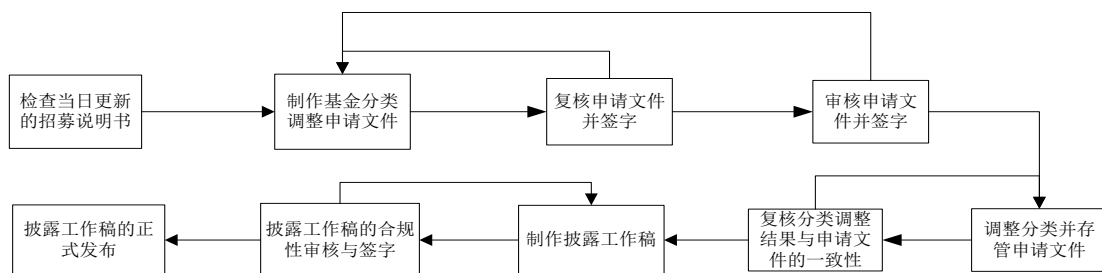 检查当日更新
的招募说明书
制作基金分类
调整申请文件
复核申请文件
并签字
审核申请文
件并签字
披露工作稿的正
式发布
披露工作稿的合规
性审核与签字
制作披露工作稿
复核分类调整
结果与申请文
件的一致性
调整分类并存
管申请文件